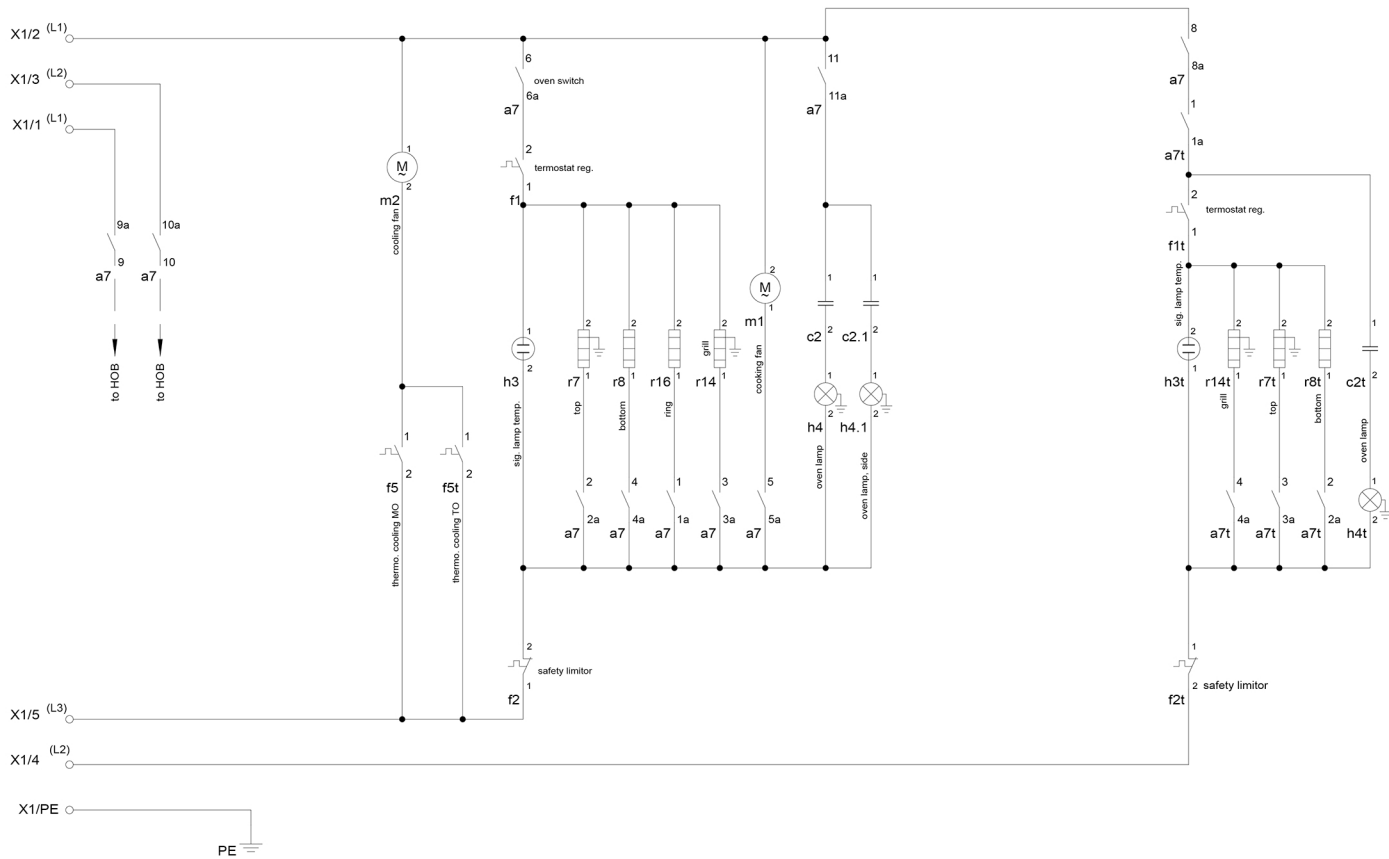 X1/2 (L1)
X1/3 (L2)
X1/1 (L1)
9a
10a
9
10
a7
a7
to HOB
to HOB
1
M
~
2
m2
cooling fan
1
2
f5
thermo. cooling MO
1
2
f5t
thermo. cooling TO
6
oven switch
6a
a7
2
termostat reg.
1
f1
1
2
h3
sig. lamp temp.
2
r7
1
top
2
r8
1
bottom
2
r16
1
ring
2
grill
r14
1
2
M
~
1
m1
cooking fan
2
2a
a7
4
4a
a7
1
1a
a7
3
3a
a7
5
5a
a7
11
11a
a7
1
c2
2
1
2
h4
oven lamp
1
c2.1
2
1
2
h4.1
oven lamp, side
2
safety limitor
1
f2
8
8a
a7
1
1a
a7t
2
termostat reg.
1
f1t
sig. lamp temp.
2
1
h3t
2
r14t
1
grill
2
r7t
1
top
2
r8t
1
bottom
1
c2t
2
oven lamp
4
4a
a7t
3
3a
a7t
2
2a
a7t
1
2
h4t
1
2
safety limitor
f2t
X1/5 (L3)
X1/4 (L2)
X1/PE
PE